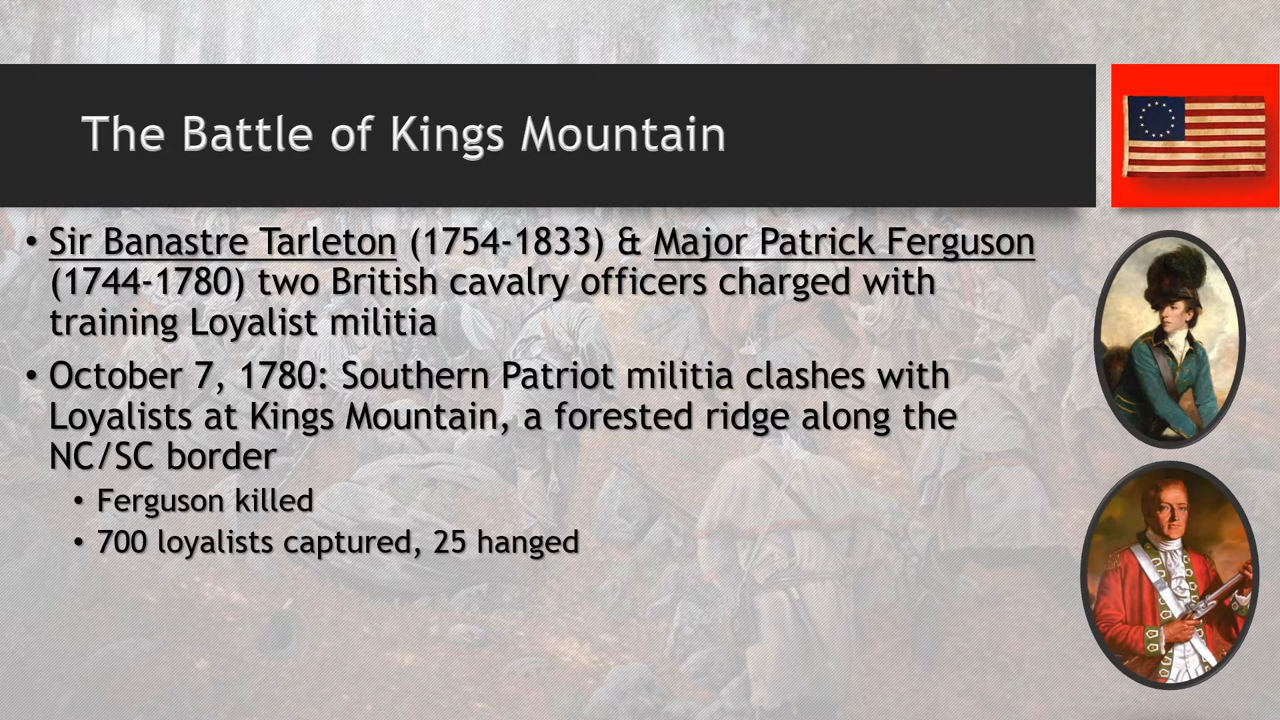 The Battle of Kings Mountain
• Sir Banastre Tarleton (1754-1833) & Major Patrick Ferguson
(1744-1780) two British cavalry officers charged with
training Loyalist militia
• October 7, 1780: Southern Patriot militia clashes with
Loyalists at Kings Mountain, a forested ridge along the
NC/SC border
• Ferguson killed
• 700 loyalists captured, 25 hanged